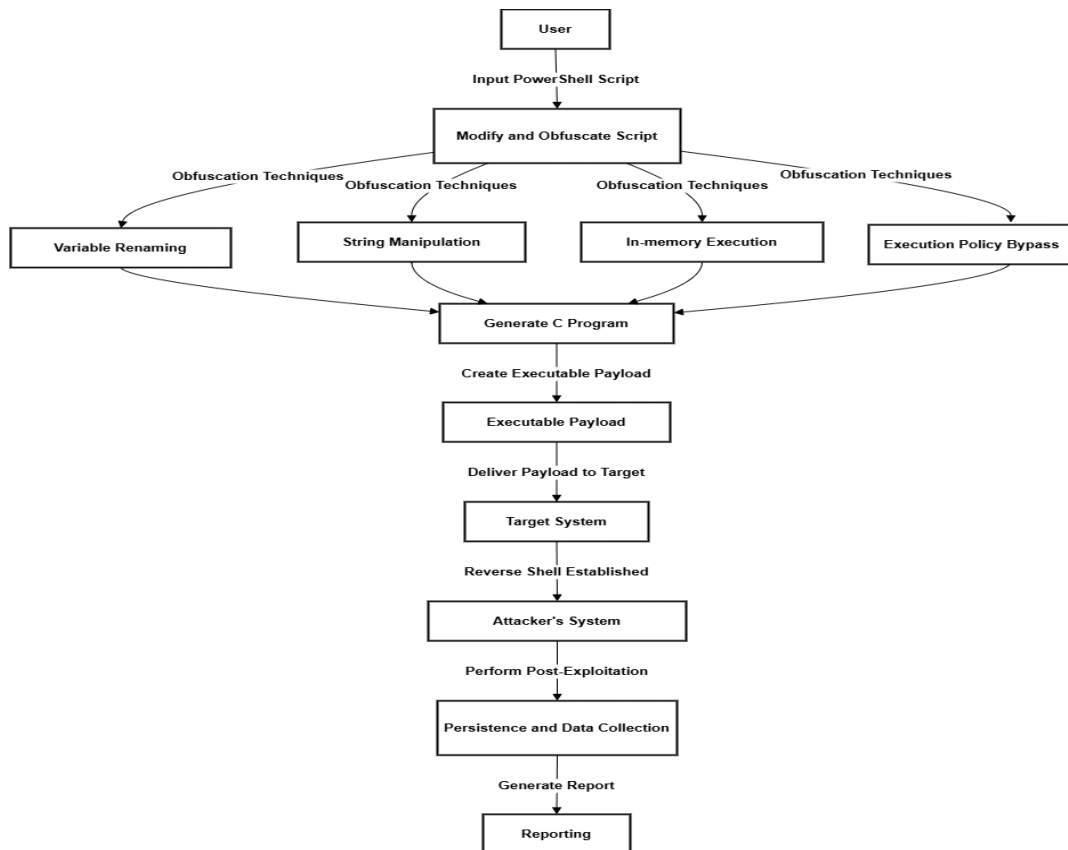 User
Input PowerShell Script
Modify and Obfuscate Script
Obfuscation Techniques
Obfuscation Techniques
Obfuscation Techniques
Obfuscation Techniques
Variable Renaming
String Manipulation
In-memory Execution
Execution Policy Bypass
Generate C Program
Create Executable Payload
Executable Payload
Deliver Payload to Target
Target System
Reverse Shell Established
Attacker's System
Perform Post-Exploitation
Persistence and Data Collection
Generate Report
Reporting